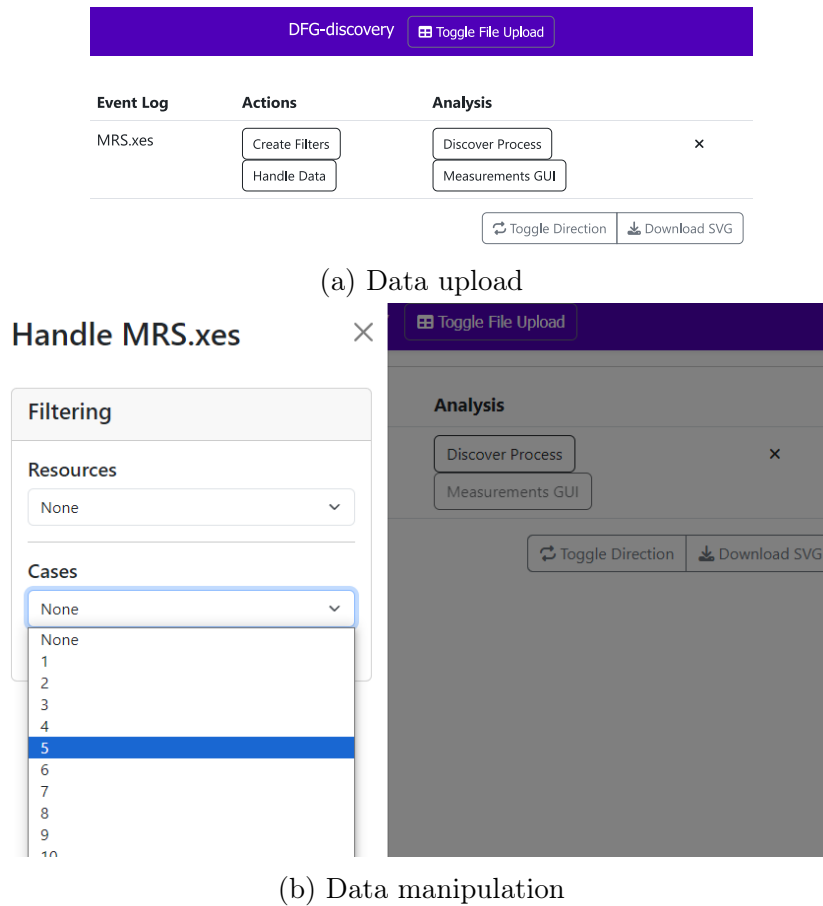 DFG-discovery Toggle File Upload
Event Log Actions Analysis
MRS.xes Create Filters Discover Process ×
Handle Data Measurements GUI
Toggle Direction Download SVG
(a) Data upload
Handle MRS.xes ×
Filtering
Resources
None
Cases
None
None
1
2
3
4
5
6
7
8
9
10
Toggle File Upload
Analysis
Discover Process ×
Measurements GUI
Toggle Direction Download SVG
(b) Data manipulation